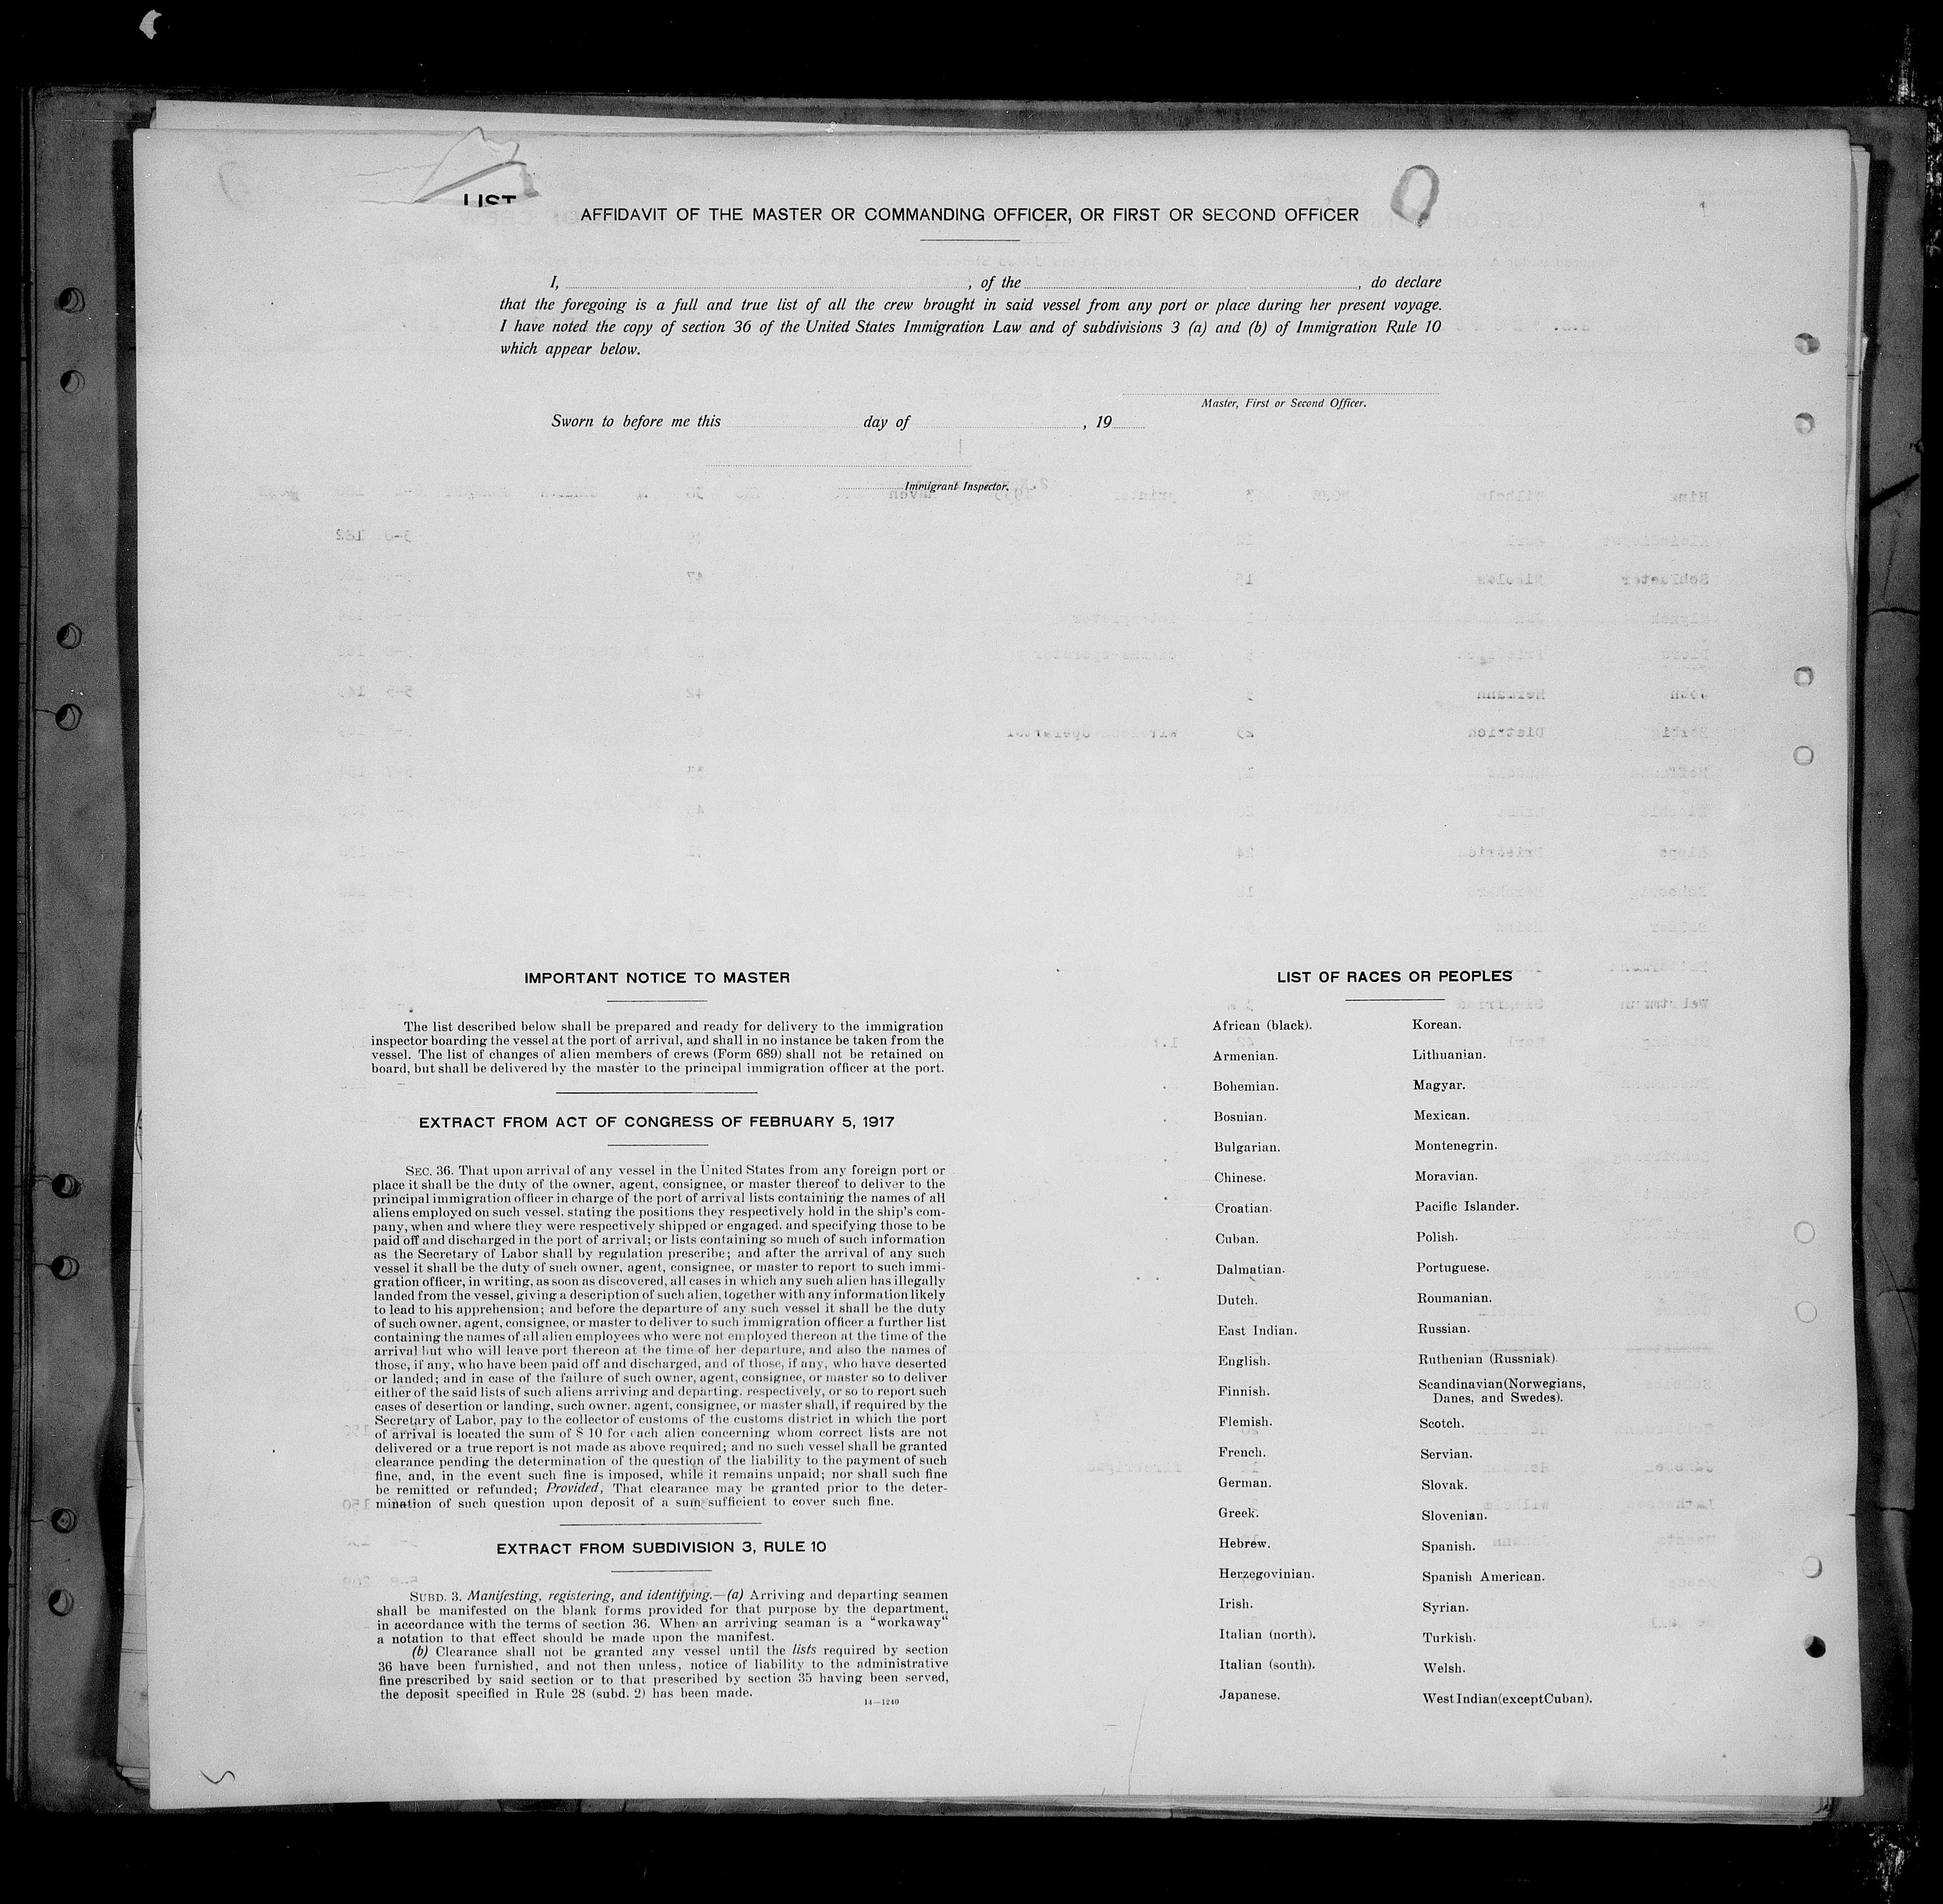 LIST
AFFIDAVIT OF THE MASTER OR COMMANDING OFFICER, OR FIRST OR SECOND OFFICER
I, , of the , do declare
that the foregoing is a full and true list of all the crew brought in said vessel from any port or place during her present voyage.
I have noted the copy of section 36 of the United States Immigration Law and of subdivisions 3 (a) and (b) of Immigration Rule 10
which appear below.
Master, First or Second Officer.
Sworn to before me this day of , 19
Immigrant Inspector.
IMPORTANT NOTICE TO MASTER
The list described below shall be prepared and ready for delivery to the immigration
inspector boarding the vessel at the port of arrival, and shall in no instance be taken from the
vessel. The list of changes of alien members of crews (Form 689) shall not be retained on
board, but shall be delivered by the master to the principal immigration officer at the port.
EXTRACT FROM ACT OF CONGRESS OF FEBRUARY 5, 1917
SEC. 36. That upon arrival of any vessel in the United States from any foreign port or
place it shall be the duty of the owner, agent, consignee, or master thereof to deliver to the
principal immigration officer in charge of the port of arrival lists containing the names of all
aliens employed on such vessel, stating the positions they respectively hold in the ship's com-
pany, when and where they were respectively shipped or engaged, and specifying those to be
paid off and discharged in the port of arrival; or lists containing so much of such information
as the Secretary of Labor shall by regulation prescribe; and after the arrival of any such
vessel it shall be the duty of such owner, agent, consignee, or master to report to such immi-
gration officer, in writing, as soon as discovered, all cases in which any such alien has illegally
landed from the vessel, giving a description of such alien, together with any information likely
to lead to his apprehension; and before the departure of any such vessel it shall be the duty
of such owner, agent, consignee, or master to deliver to such immigration officer a further list
containing the names of all alien employees who were not employed thereon at the time of the
arrival but who will leave port thereon at the time of her departure, and also the names of
those, if any, who have been paid off and discharged, and of those, if any, who have deserted
or landed; and in case of the failure of such owner, agent, consignee, or master so to deliver
either of the said lists of such aliens arriving and departing, respectively, or so to report such
cases of desertion or landing, such owner, agent, consignee, or master shall, if required by the
Secretary of Labor, pay to the collector of customs of the customs district in which the port
of arrival is located the sum of $ 10 for each alien concerning whom correct lists are not
delivered or a true report is not made as above required; and no such vessel shall be granted
clearance pending the determination of the question of the liability to the payment of such
fine, and, in the event such fine is imposed, while it remains unpaid; nor shall such fine
be remitted or refunded; Provided, That clearance may be granted prior to the deter-
mination of such question upon deposit of a sum sufficient to cover such fine.
EXTRACT FROM SUBDIVISION 3, RULE 10
SUBD. 3. Manifesting, registering, and identifying.—(a) Arriving and departing seamen
shall be manifested on the blank forms provided for that purpose by the department,
in accordance with the terms of section 36. When an arriving seaman is a "workaway"
a notation to that effect should be made upon the manifest.
(b) Clearance shall not be granted any vessel until the lists required by section
36 have been furnished, and not then unless, notice of liability to the administrative
fine prescribed by said section or to that prescribed by section 35 having been served,
the deposit specified in Rule 28 (subd. 2) has been made.
14—1240
LIST OF RACES OR PEOPLES
African (black).
Armenian.
Bohemian.
Bosnian.
Bulgarian.
Chinese.
Croatian.
Cuban.
Dalmatian.
Dutch.
East Indian.
English.
Finnish.
Flemish.
French.
German.
Greek.
Hebrew.
Herzegovinian.
Irish.
Italian (north).
Italian (south).
Japanese.
Korean.
Lithuanian.
Magyar.
Mexican.
Montenegrin.
Moravian.
Pacific Islander.
Polish.
Portuguese.
Roumanian.
Russian.
Ruthenian (Russniak).
Scandinavian (Norwegians,
Danes, and Swedes).
Scotch.
Servian.
Slovak.
Slovenian.
Spanish.
Spanish American.
Syrian.
Turkish.
Welsh.
West Indian (except Cuban).